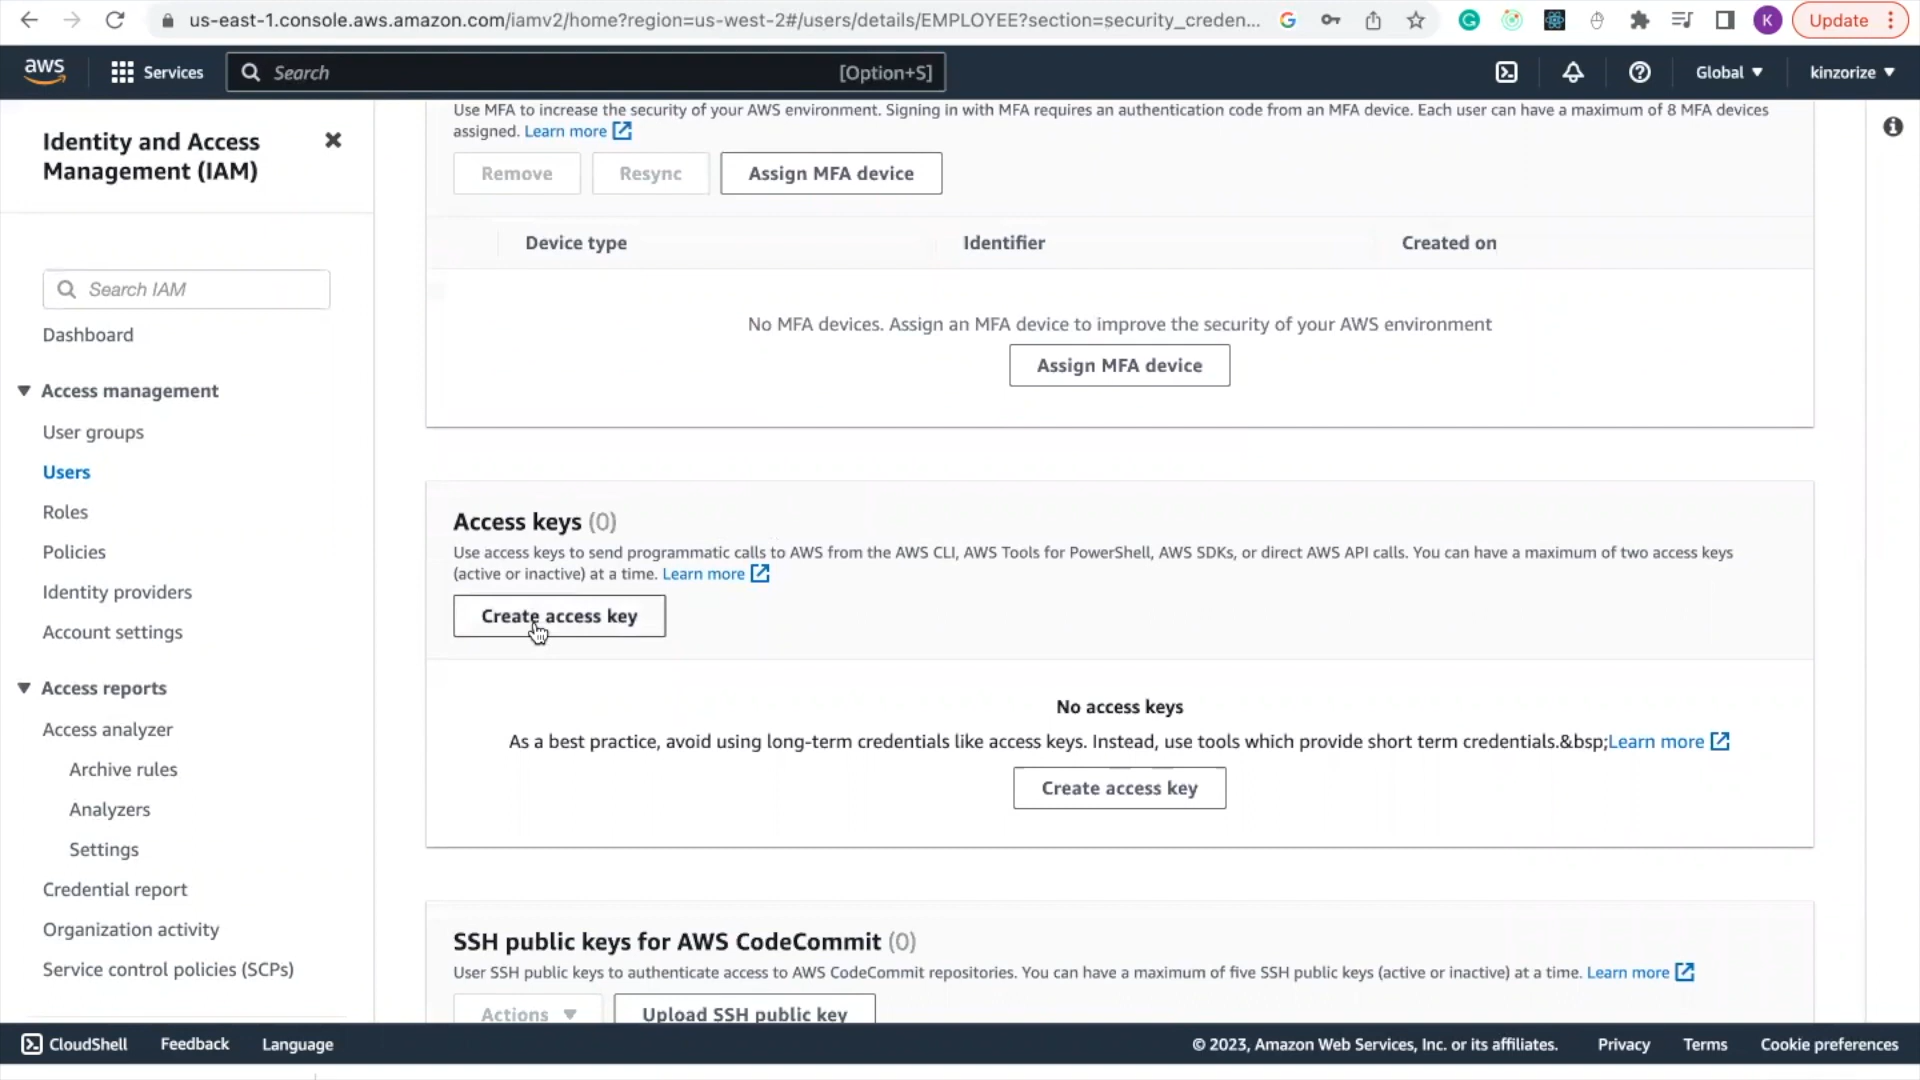 us-east-1.console.aws.amazon.com/iamv2/home?region=us-west-2#/users/details/EMPLOYEE?section=security_creden...
K
Update
aws
Services
Search
[Option+S]
Global ▼
kinzorize ▼
Identity and Access
Management (IAM)
Search IAM
Dashboard
Access management
User groups
Users
Roles
Policies
Identity providers
Account settings
Access reports
Access analyzer
Archive rules
Analyzers
Settings
Credential report
Organization activity
Service control policies (SCPs)
Use MFA to increase the security of your AWS environment. Signing in with MFA requires an authentication code from an MFA device. Each user can have a maximum of 8 MFA devices
assigned. Learn more
Remove
Resync
Assign MFA device
Device type
Identifier
Created on
No MFA devices. Assign an MFA device to improve the security of your AWS environment
Assign MFA device
Access keys (0)
Use access keys to send programmatic calls to AWS from the AWS CLI, AWS Tools for PowerShell, AWS SDKs, or direct AWS API calls. You can have a maximum of two access keys
(active or inactive) at a time. Learn more
Create access key
No access keys
As a best practice, avoid using long-term credentials like access keys. Instead, use tools which provide short term credentials.&bsp;Learn more
Create access key
SSH public keys for AWS CodeCommit (0)
User SSH public keys to authenticate access to AWS CodeCommit repositories. You can have a maximum of five SSH public keys (active or inactive) at a time. Learn more
Actions ▼
Upload SSH public key
CloudShell
Feedback
Language
© 2023, Amazon Web Services, Inc. or its affiliates.
Privacy
Terms
Cookie preferences